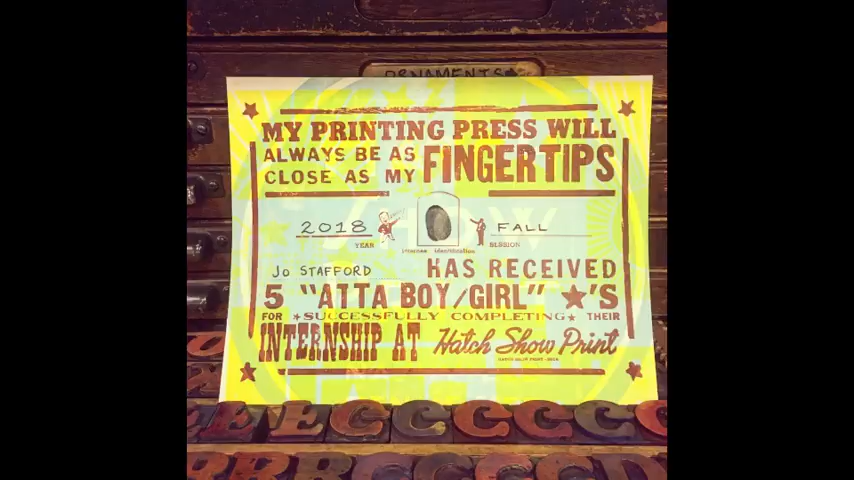 ORNAMENTS
MY PRINTING PRESS WILL
ALWAYS BE AS
CLOSE AS MY FINGERTIPS
2018 FALL
YEAR SESSION
Jo STAFFORD HAS RECEIVED
5 "ATTA BOY/GIRL" ★'S
FOR ★SUCCESSFULLY COMPLETING★ THEIR
INTERNSHIP AT Hatch Show Print
E E C C C C C C
R R R C C C D